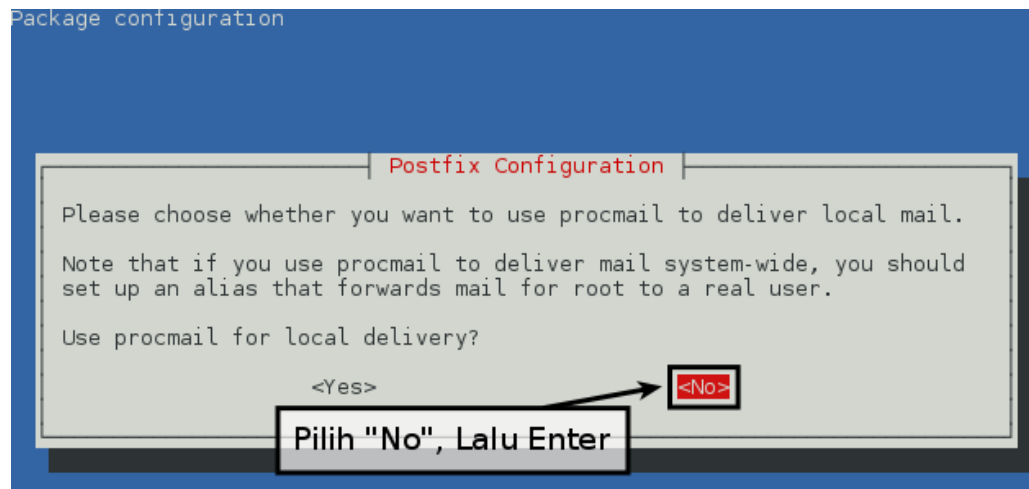 Package configuration
Postfix Configuration
Please choose whether you want to use procmail to deliver local mail.
Note that if you use procmail to deliver mail system-wide, you should
set up an alias that forwards mail for root to a real user.
Use procmail for local delivery?
<Yes> <No>
Pilih "No", Lalu Enter